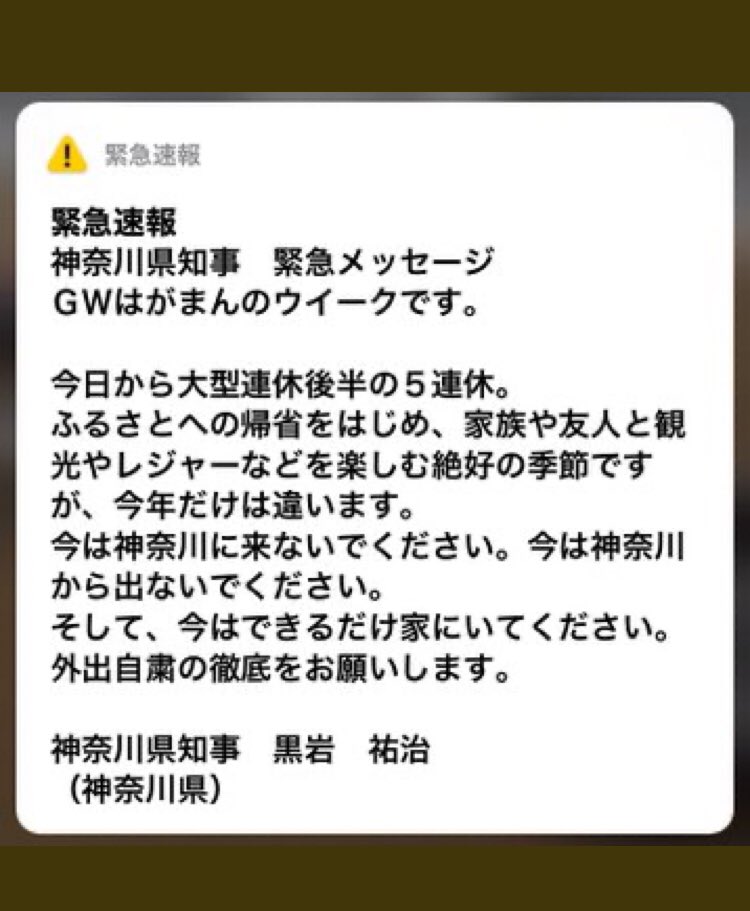 緊急速報
緊急速報
神奈川県知事　緊急メッセージ
ＧＷはがまんのウイークです。
今日から大型連休後半の５連休。
ふるさとへの帰省をはじめ、家族や友人と観
光やレジャーなどを楽しむ絶好の季節です
が、今年だけは違います。
今は神奈川に来ないでください。今は神奈川
から出ないでください。
そして、今はできるだけ家にいてください。
外出自粛の徹底をお願いします。
神奈川県知事　黒岩　祐治
（神奈川県）